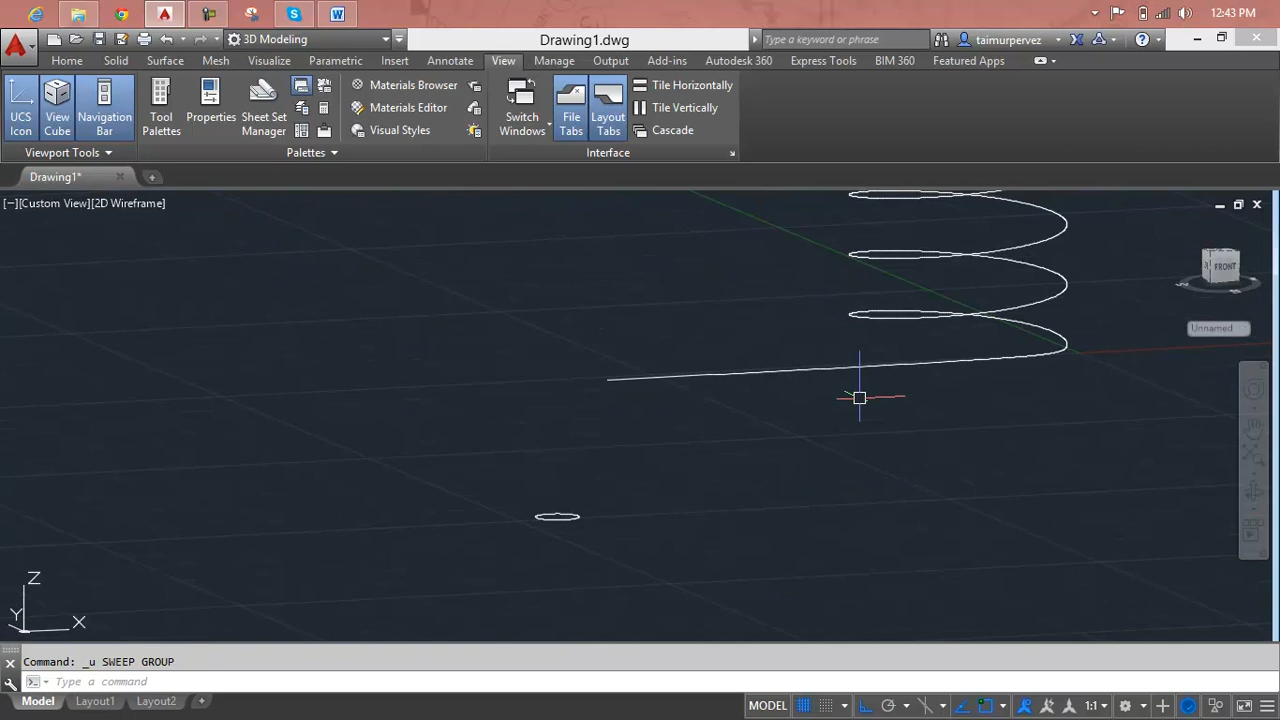 12:43 PM
3D Modeling
Drawing1.dwg
Type a keyword or phrase
taimurpervez
Home Solid Surface Mesh Visualize Parametric Insert Annotate View Manage Output Add-ins Autodesk 360 Express Tools BIM 360 Featured Apps
UCS Icon
View Cube
Navigation Bar
Tool Palettes
Properties
Sheet Set Manager
Materials Browser
Materials Editor
Visual Styles
Switch Windows
File Tabs
Layout Tabs
Tile Horizontally
Tile Vertically
Cascade
Viewport Tools
Palettes
Interface
Drawing1*
[−][Custom View][2D Wireframe]
FRONT
Unnamed
Z
Y
X
Command: _u SWEEP GROUP
Type a command
Model Layout1 Layout2 +
MODEL
1:1